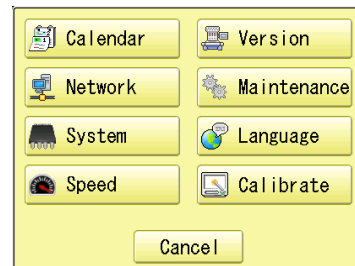 Calendar
Version
Network
Maintenance
System
Language
Speed
Calibrate
Cancel